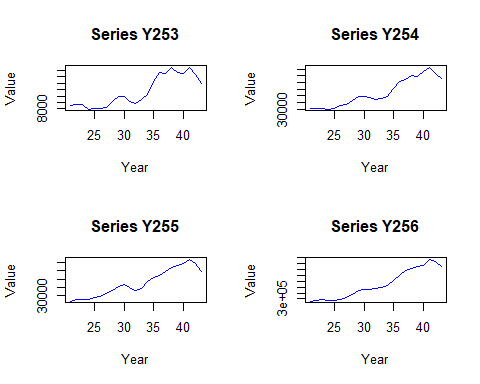 Series Y253
Value
8000
25 30 35 40
Year
Series Y254
Value
30000
25 30 35 40
Year
Series Y255
Value
30000
25 30 35 40
Year
Series Y256
Value
3e+05
25 30 35 40
Year